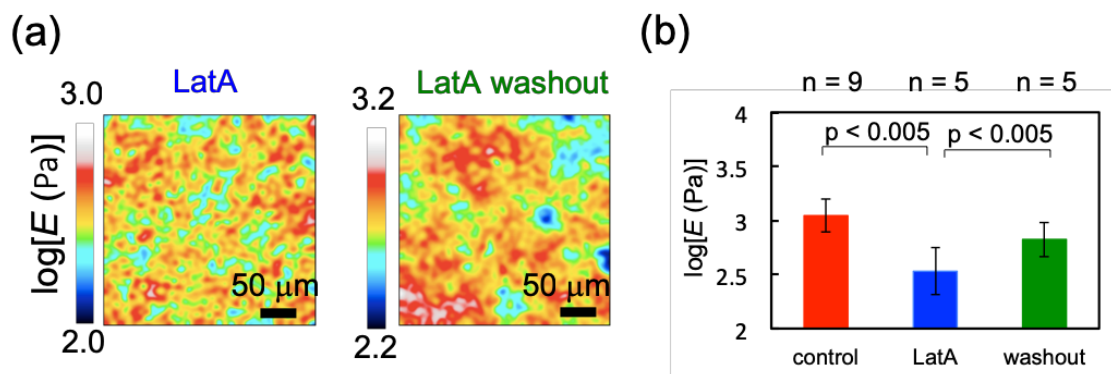 (a)
LatA
LatA washout
3.0
3.2
log[E (Pa)]
50 μm
50 μm
2.0
2.2
(b)
n = 9 n = 5 n = 5
4
p < 0.005 p < 0.005
3.5
log[E (Pa)]
3
2.5
2
control LatA washout